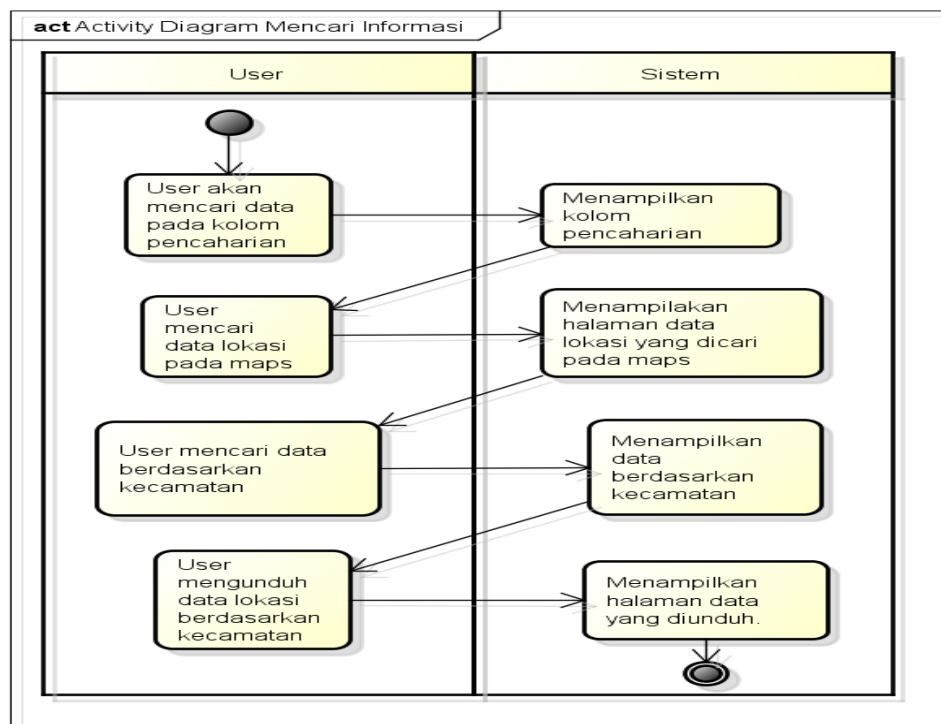 act Activity Diagram Mencari Informasi
User
Sistem
User akan
mencari data
pada kolom
pencaharian
Menampilkan
kolom
pencaharian
User
mencari
data lokasi
pada maps
Menampilakan
halaman data
lokasi yang dicari
pada maps
User mencari data
berdasarkan
kecamatan
Menampilkan
data
berdasarkan
kecamatan
User
mengunduh
data lokasi
berdasarkan
kecamatan
Menampilkan
halaman data
yang diunduh.